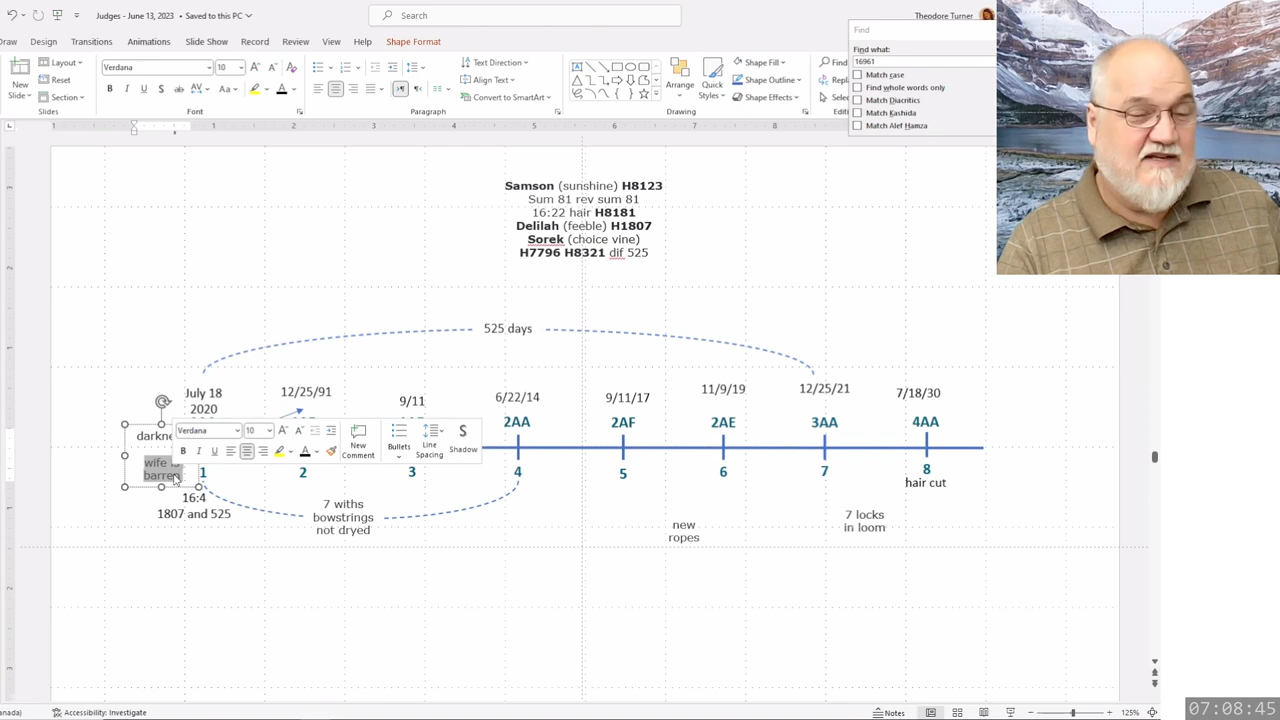 Judges - June 13, 2023 • Saved to this PC
Search
Theodore Turner
Draw
Design
Transitions
Animations
Slide Show
Record
Review
View
Help
Shape Format
New
Slide
Layout
Reset
Section
Slides
Verdana
10
Font
Paragraph
Text Direction
Align Text
Convert to SmartArt
Arrange
Quick
Styles
Shape Fill
Shape Outline
Shape Effects
Drawing
Find
Find what:
16961
Match case
Find whole words only
Match Diacritics
Match Kashida
Match Alef Hamza
Samson (sunshine) H8123
Sum 81 rev sum 81
16:22 hair H8181
Delilah (feeble) H1807
Sorek (choice vine)
H7796 H8321 dif 525
525 days
July 18
2020
12/25/91
9/11
6/22/14
9/11/17
11/9/19
12/25/21
7/18/30
2AA
2AF
2AE
3AA
4AA
Verdana
10
New
Comment
Bullets
Line
Spacing
Shadow
wife is
barren
1
2
3
4
5
6
7
8
hair cut
16:4
1807 and 525
7 withs
bowstrings
not dryed
new
ropes
7 locks
in loom
Accessibility: Investigate
Notes
125%
07:08:45